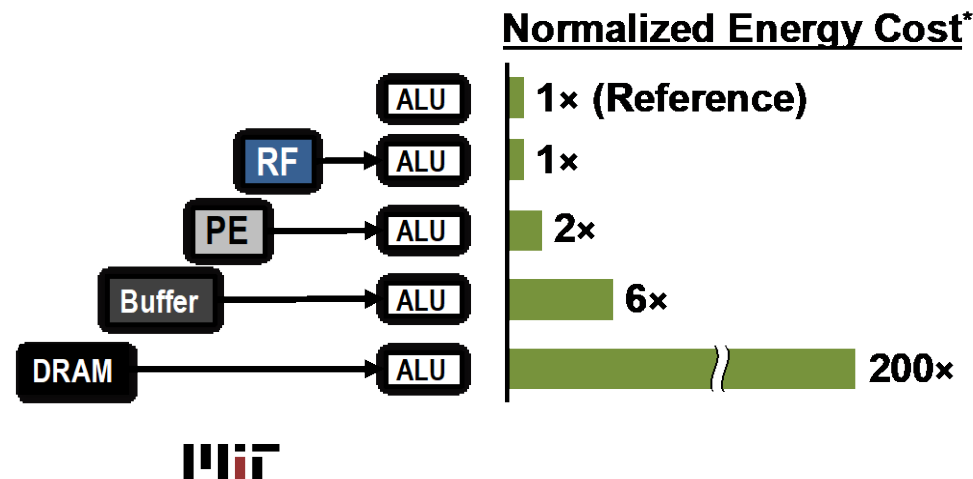 Normalized Energy Cost*
ALU 1× (Reference)
RF ALU 1×
PE ALU 2×
Buffer ALU 6×
DRAM ALU 200×
MIT